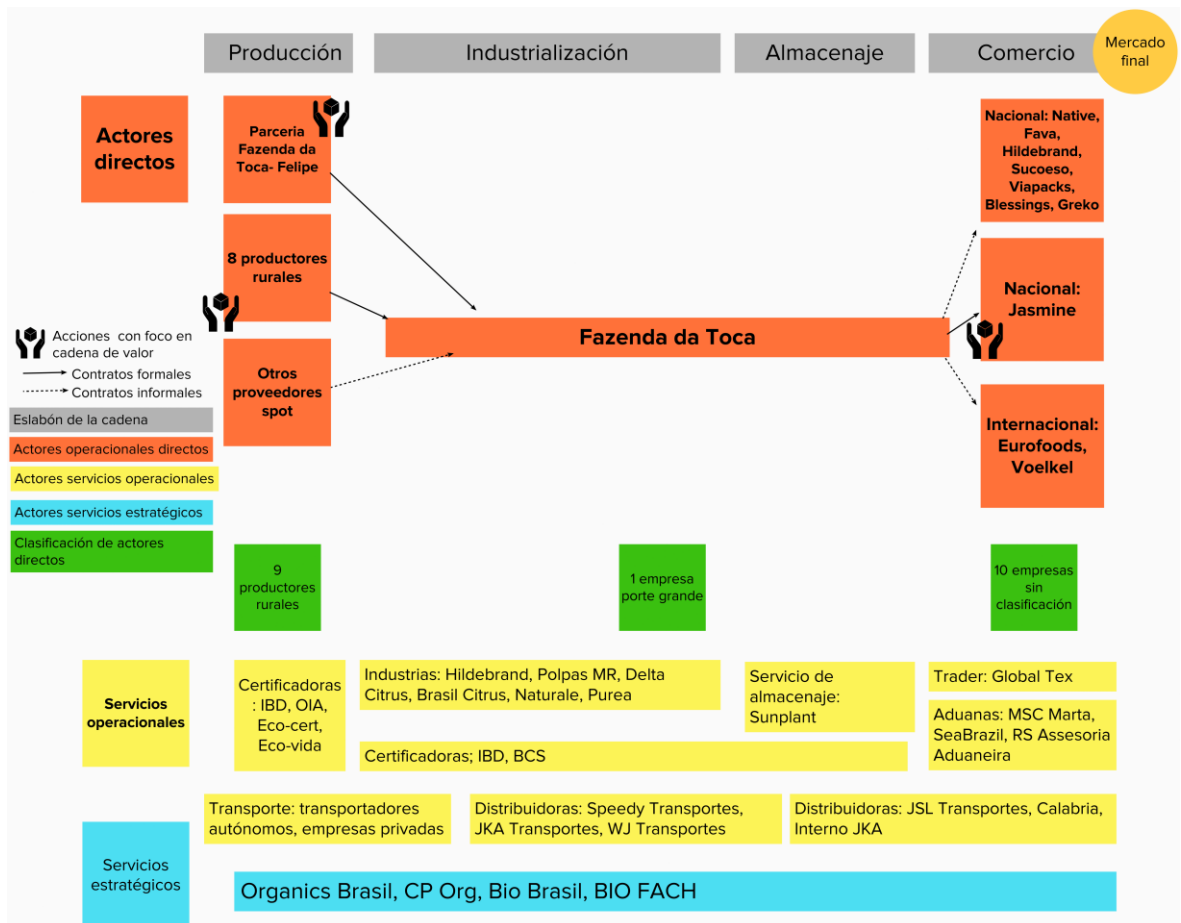 Producción
Industrialización
Almacenaje
Comercio
Mercado
final
Actores
directos
Parceria
Fazenda da
Toca- Felipe
8 productores
rurales
Otros
proveedores
spot
Fazenda da Toca
Nacional: Native,
Fava,
Hildebrand,
Sucoeso,
Viapacks,
Blessings, Greko
Nacional:
Jasmine
Internacional:
Eurofoods,
Voelkel
Acciones con foco en
cadena de valor
Contratos formales
Contratos informales
Eslabón de la cadena
Actores operacionales directos
Actores servicios operacionales
Actores servicios estratégicos
Clasificación de actores
directos
9
productores
rurales
1 empresa
porte grande
10 empresas
sin
clasificación
Servicios
operacionales
Certificadoras
: IBD, OIA,
Eco-cert,
Eco-vida
Industrias: Hildebrand, Polpas MR, Delta
Citrus, Brasil Citrus, Naturale, Purea
Certificadoras; IBD, BCS
Servicio de
almacenaje:
Sunplant
Trader: Global Tex
Aduanas: MSC Marta,
SeaBrazil, RS Assesoria
Aduaneira
Transporte: transportadores
autónomos, empresas privadas
Distribuidoras: Speedy Transportes,
JKA Transportes, WJ Transportes
Distribuidoras: JSL Transportes, Calabria,
Interno JKA
Servicios
estratégicos
Organics Brasil, CP Org, Bio Brasil, BIO FACH